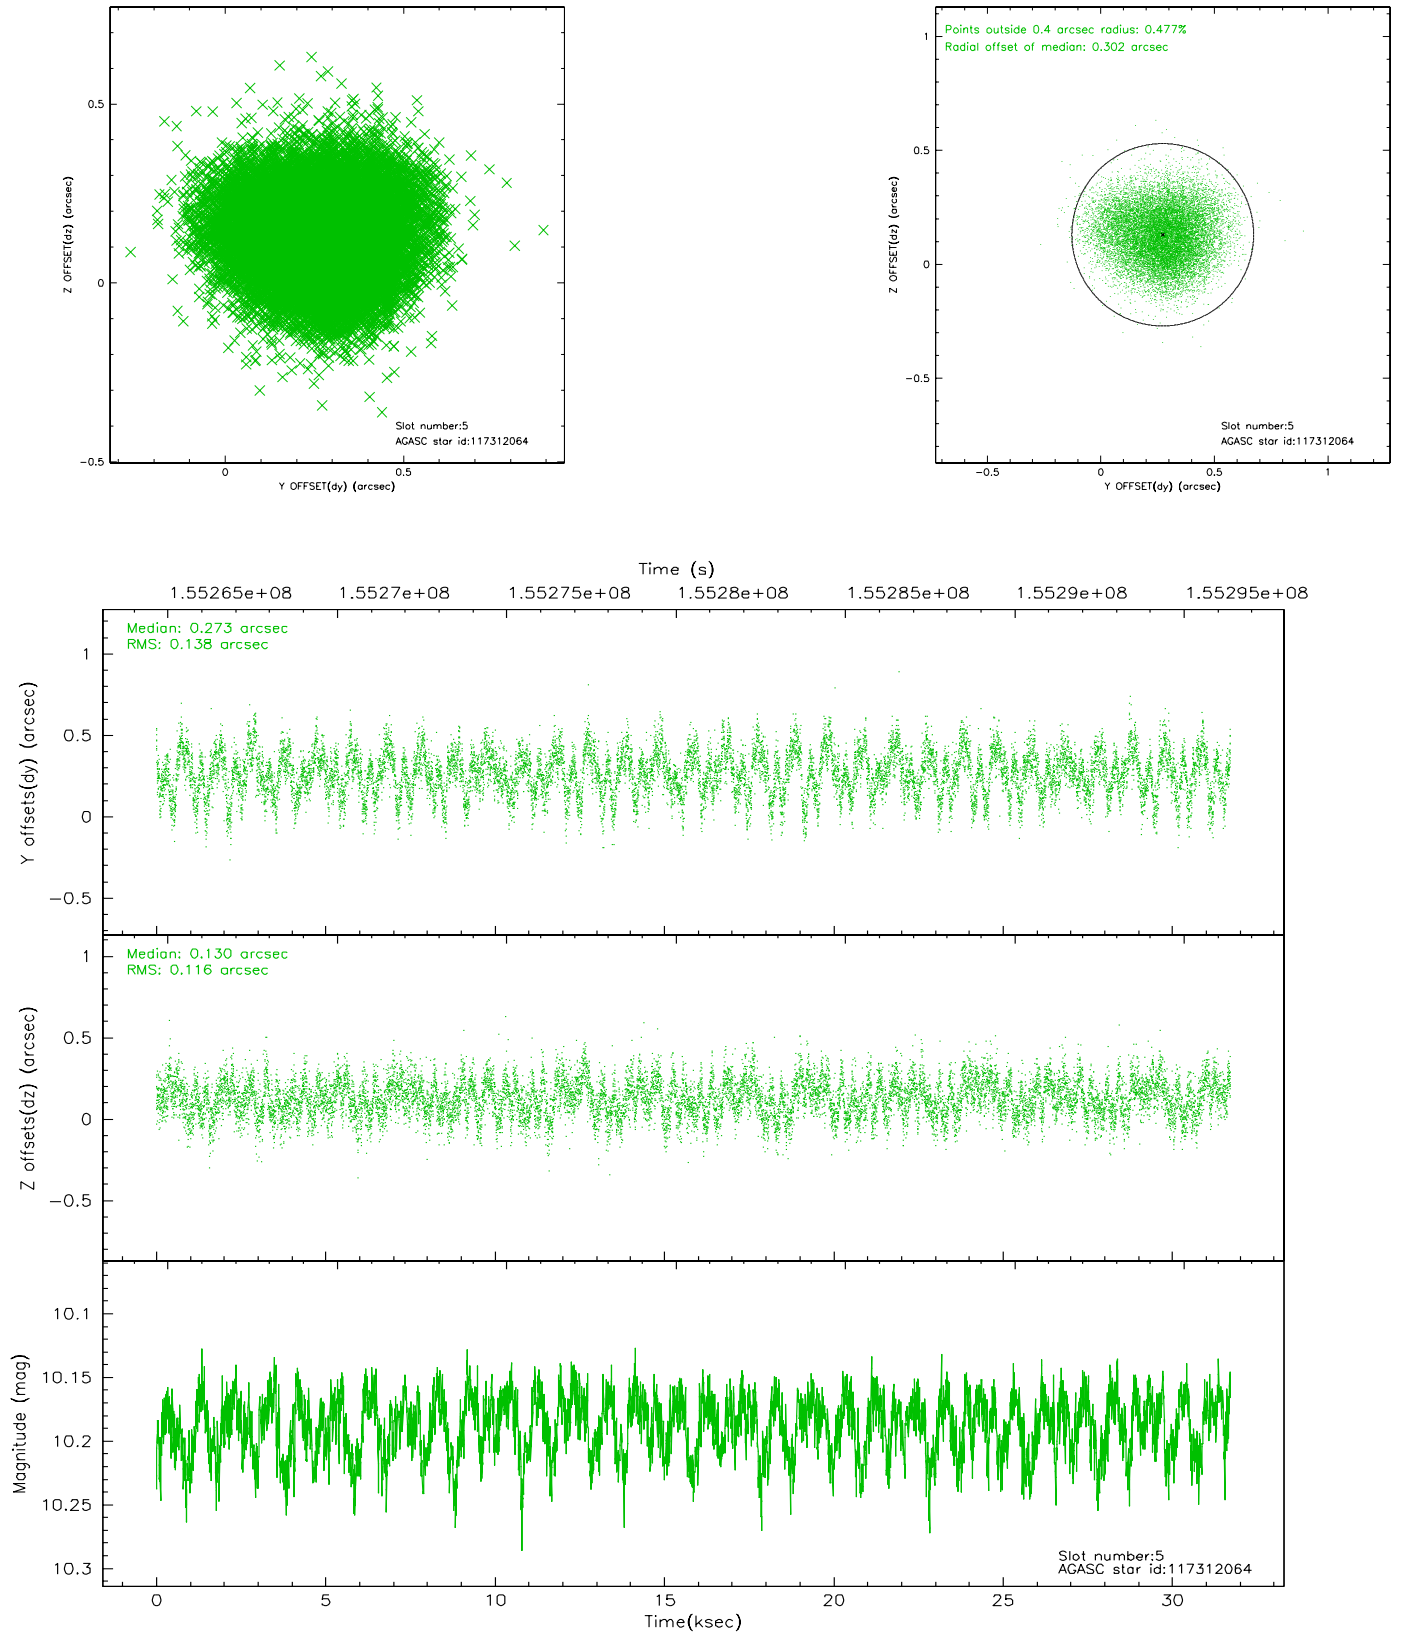 0.5
0
-0.5
Z OFFSET(dz) (arcsec)
Slot number:5
AGASC star id:117312064
0
0.5
Y OFFSET(dy) (arcsec)
Points outside 0.4 arcsec radius: 0.477%
Radial offset of median: 0.302 arcsec
1
0.5
0
-0.5
Z OFFSET(dz) (arcsec)
Slot number:5
AGASC star id:117312064
-0.5
0
0.5
1
Y OFFSET(dy) (arcsec)
Time (s)
1.55265e+08
1.5527e+08
1.55275e+08
1.5528e+08
1.55285e+08
1.5529e+08
1.55295e+08
Median: 0.273 arcsec
RMS: 0.138 arcsec
1
0.5
0
-0.5
Y offsets(dy) (arcsec)
Median: 0.130 arcsec
RMS: 0.116 arcsec
1
0.5
0
-0.5
Z offsets(dz) (arcsec)
10.1
10.15
10.2
10.25
10.3
Magnitude (mag)
Slot number:5
AGASC star id:117312064
0
5
10
15
20
25
30
Time(ksec)